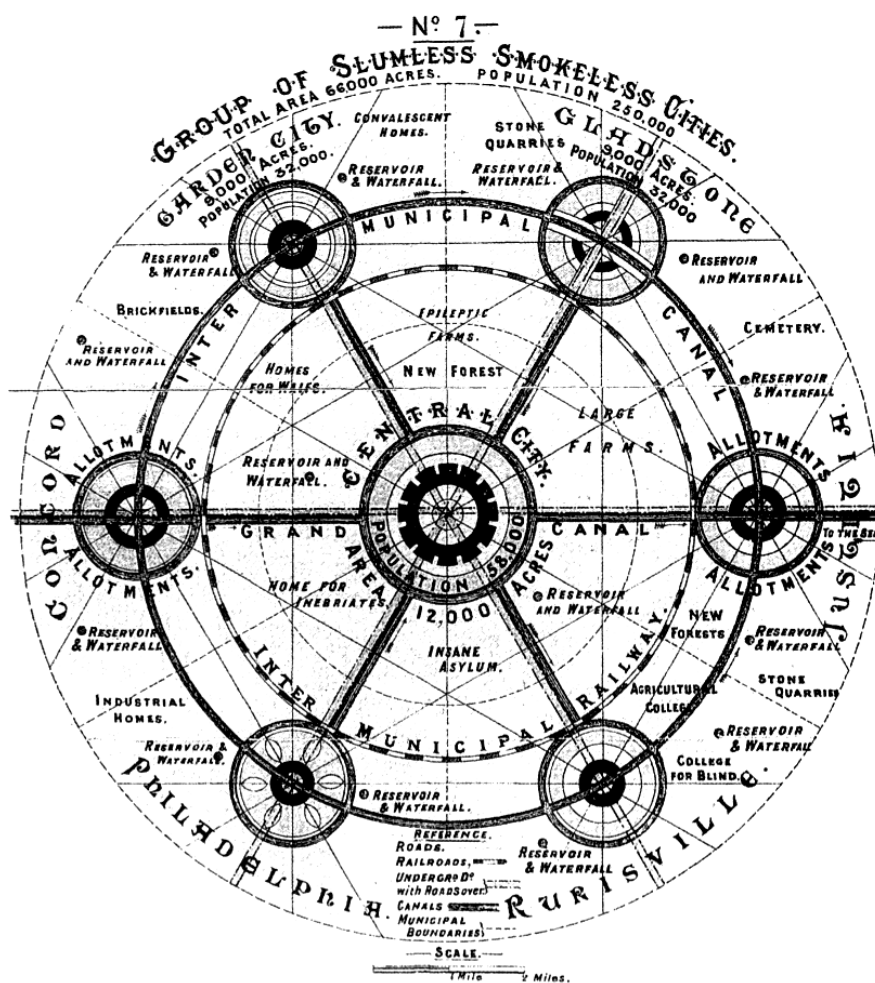 — No 7. —
GROUP OF SLUMLESS SMOKELESS CITIES.
TOTAL AREA 66,000 ACRES. POPULATION 250,000
GARDEN CITY.
9,000 ACRES.
POPULATION 32,000.
CONVALESCENT
HOMES.
STONE
QUARRIES
GLADSTONE
9,000 ACRES.
POPULATION
32,000
RESERVOIR
& WATERFALL.
RESERVOIR &
WATERFALL.
INTER MUNICIPAL CANAL
RESERVOIR
& WATERFALL
RESERVOIR
AND WATERFALL
BRICKFIELDS.
EPILEPTIC
FARMS.
CEMETERY.
RESERVOIR
AND WATERFALL
HOMES
FOR WAIFS.
NEW FOREST
RESERVOIR
& WATERFALL
LARGE
FARMS.
CONCORD
ALLOTMENTS.
CENTRAL CITY.
ALLOTMENTS
JUSTITIA.
RESERVOIR AND
WATERFALL.
GRAND CANAL
TO THE SEA
AREA 12,000 ACRES
POPULATION 58,000
ALLOTMENTS.
ALLOTMENTS
HOME FOR
INEBRIATES.
RESERVOIR
AND WATERFALL
NEW
FORESTS
RESERVOIR
& WATERFALL
RESERVOIR
& WATERFALL
INSANE
ASYLUM.
INTER MUNICIPAL RAILWAY.
STONE
QUARRIES
AGRICULTURAL
COLLEGE
INDUSTRIAL
HOMES.
RESERVOIR
& WATERFALL
RESERVOIR &
WATERFALL
COLLEGE
FOR BLIND.
PHILADELPHIA.
RURISVILLE.
RESERVOIR
& WATERFALL.
RESERVOIR
& WATERFALL
REFERENCE.
ROADS.
RAILROADS,
UNDERGRD Do
with ROADS over
CANALS
MUNICIPAL
BOUNDARIES
— SCALE. —
1 Mile 2 Miles.